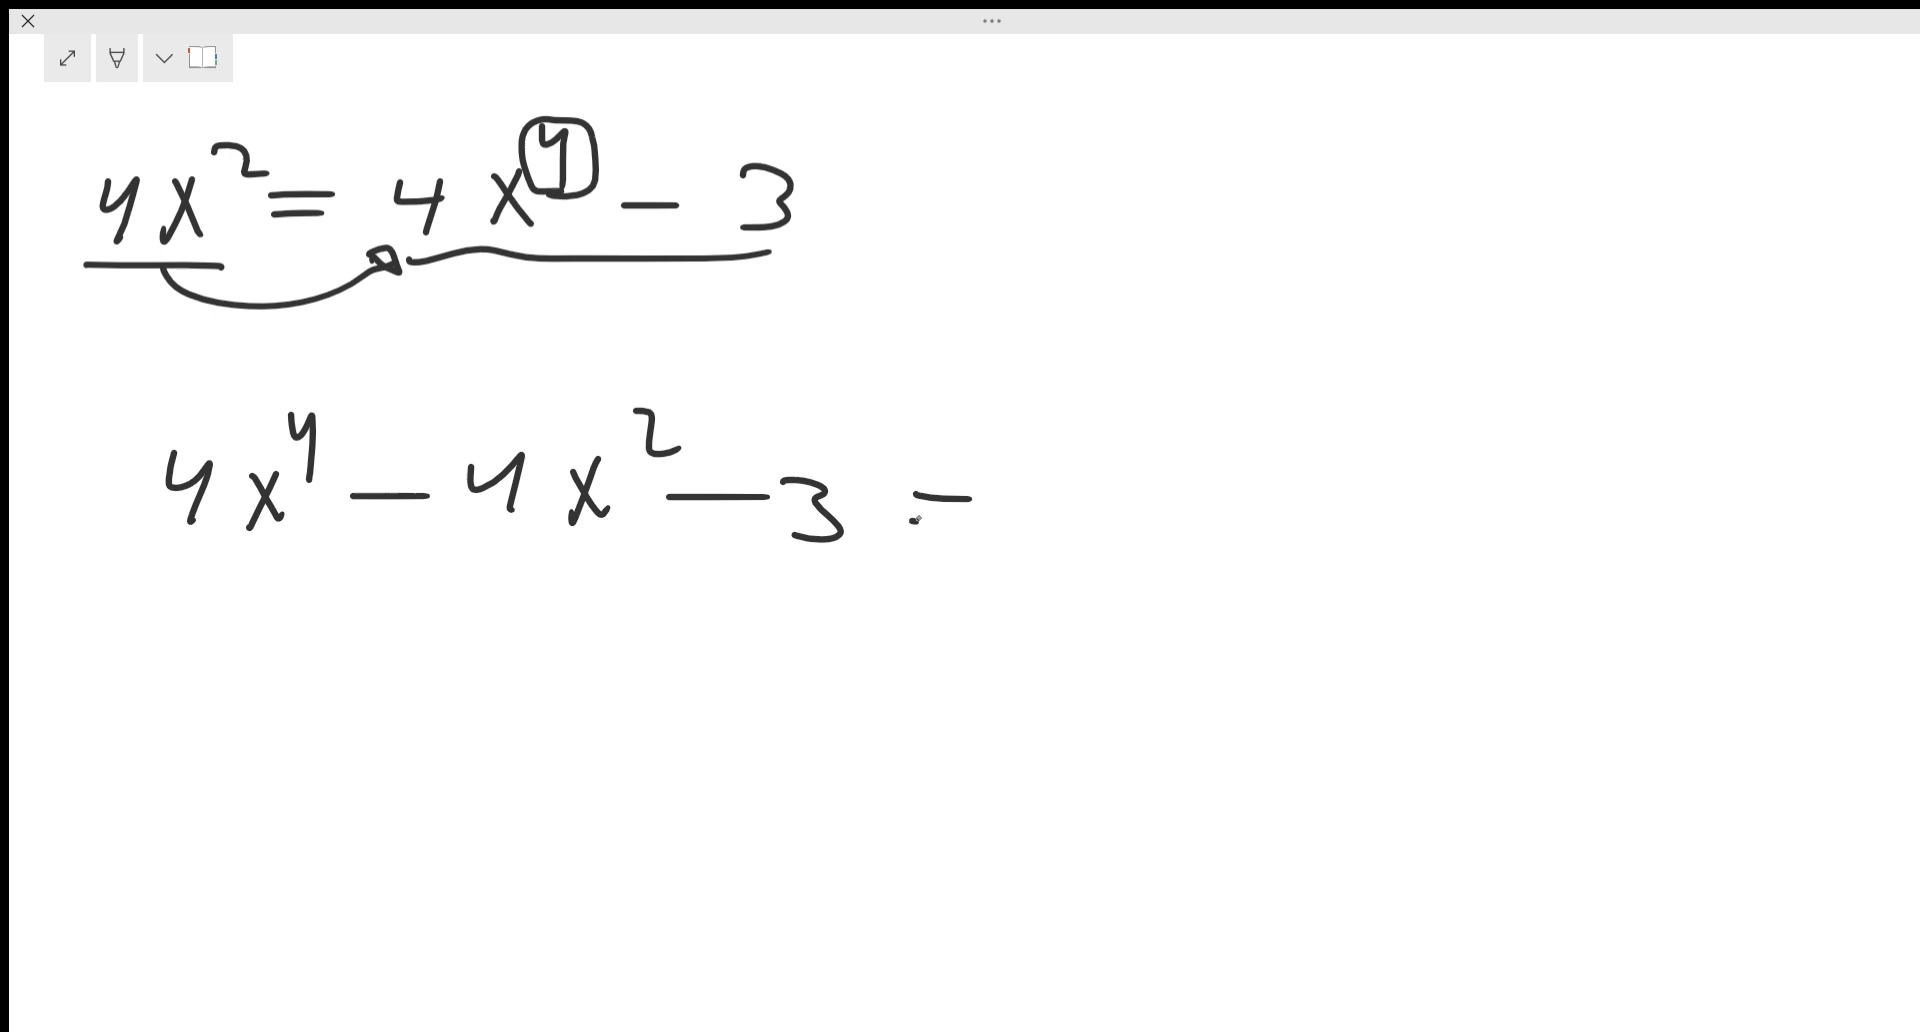 4x² = 4x⁴ - 3
4x⁴ - 4x² - 3 =